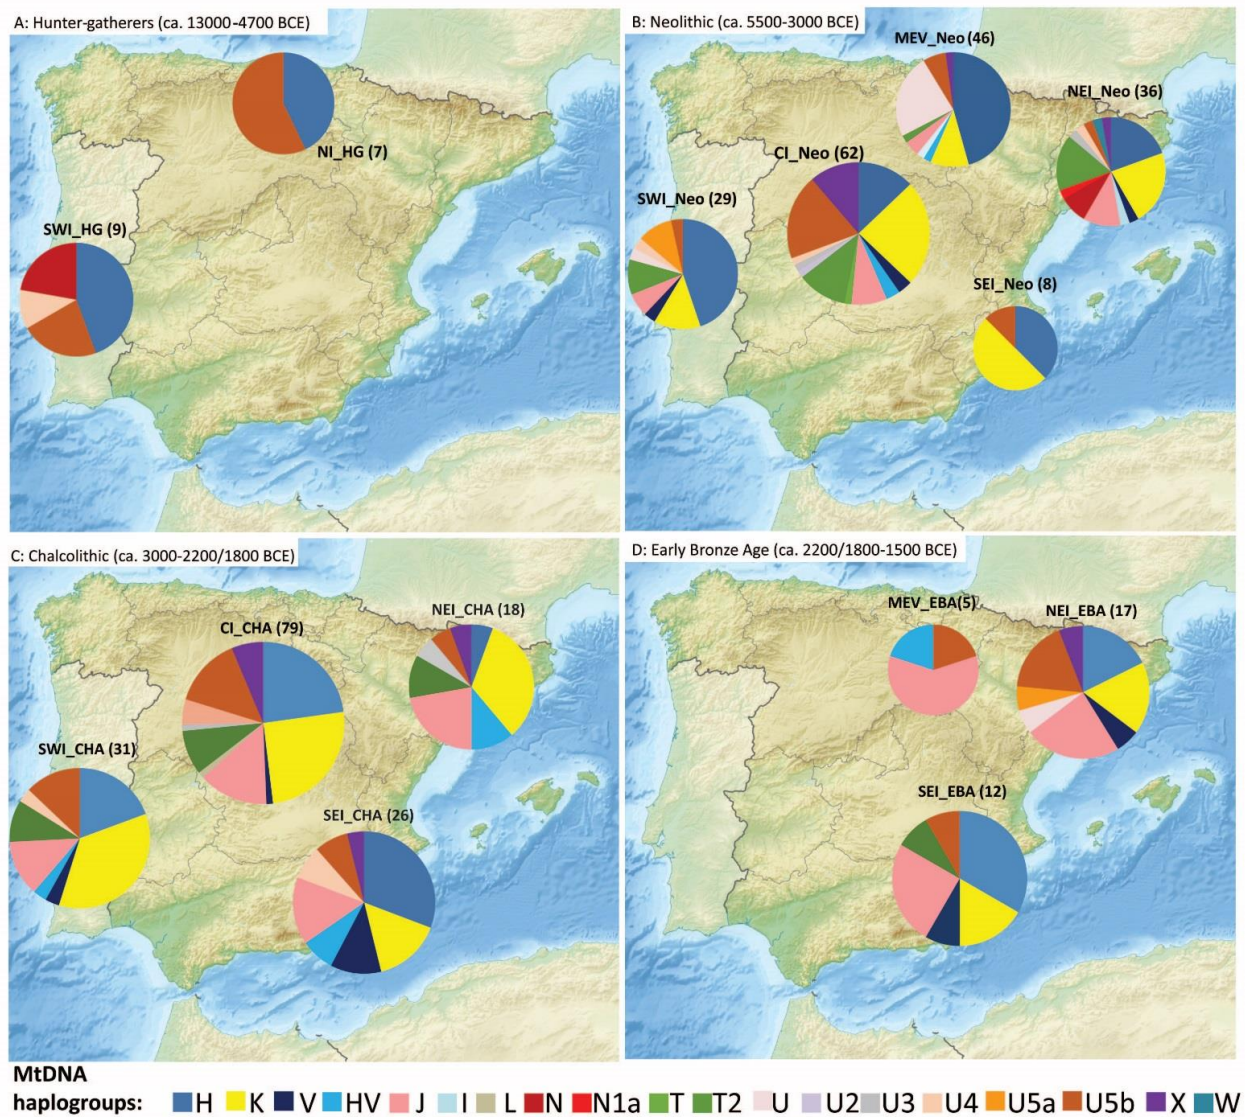 A: Hunter-gatherers (ca. 13000-4700 BCE)
NI_HG (7)
SWI_HG (9)
B: Neolithic (ca. 5500-3000 BCE)
MEV_Neo (46)
NEI_Neo (36)
CI_Neo (62)
SWI_Neo (29)
SEI_Neo (8)
C: Chalcolithic (ca. 3000-2200/1800 BCE)
NEI_CHA (18)
CI_CHA (79)
SWI_CHA (31)
SEI_CHA (26)
D: Early Bronze Age (ca. 2200/1800-1500 BCE)
MEV_EBA(5)
NEI_EBA (17)
SEI_EBA (12)
MtDNA
haplogroups: H K V HV J I L N N1a T T2 U U2 U3 U4 U5a U5b X W